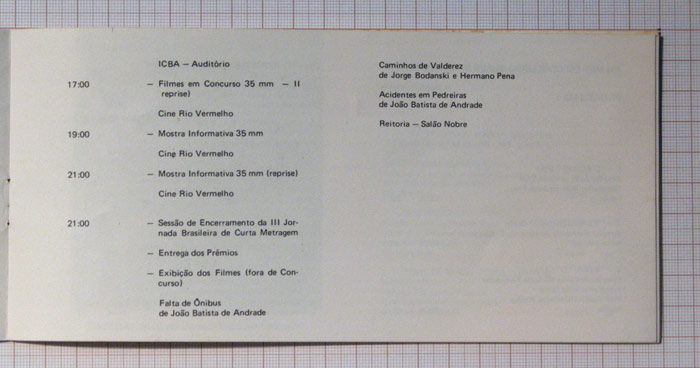 ICBA — Auditório
17:00 — Filmes em Concurso 35 mm — II
reprise)
Cine Rio Vermelho
19:00 — Mostra Informativa 35 mm
Cine Rio Vermelho
21:00 — Mostra Informativa 35 mm (reprise)
Cine Rio Vermelho
21:00 — Sessão de Encerramento da III Jor-
nada Brasileira de Curta Metragem
— Entrega dos Prêmios
— Exibição dos Filmes (fora de Con-
curso)
Falta de Ônibus
de João Batista de Andrade
Caminhos de Valderez
de Jorge Bodanski e Hermano Pena
Acidentes em Pedreiras
de João Batista de Andrade
Reitoria — Salão Nobre